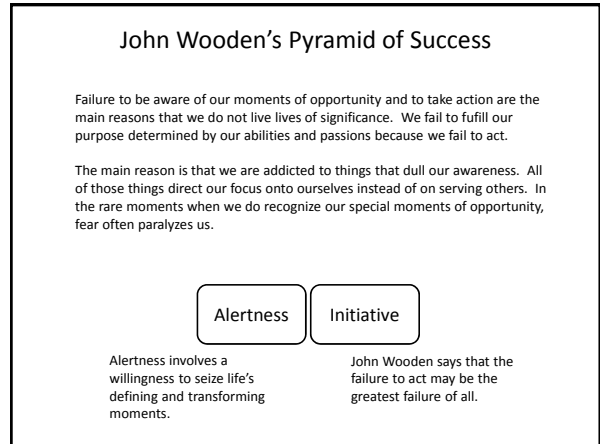 John Wooden’s Pyramid of Success
Failure to be aware of our moments of opportunity and to take action are the
main reasons that we do not live lives of significance.  We fail to fufill our
purpose determined by our abilities and passions because we fail to act.
The main reason is that we are addicted to things that dull our awareness.  All
of those things direct our focus onto ourselves instead of on serving others.  In
the rare moments when we do recognize our special moments of opportunity,
fear often paralyzes us.
Alertness
Initiative
Alertness involves a
willingness to seize life’s
defining and transforming
moments.
John Wooden says that the
failure to act may be the
greatest failure of all.